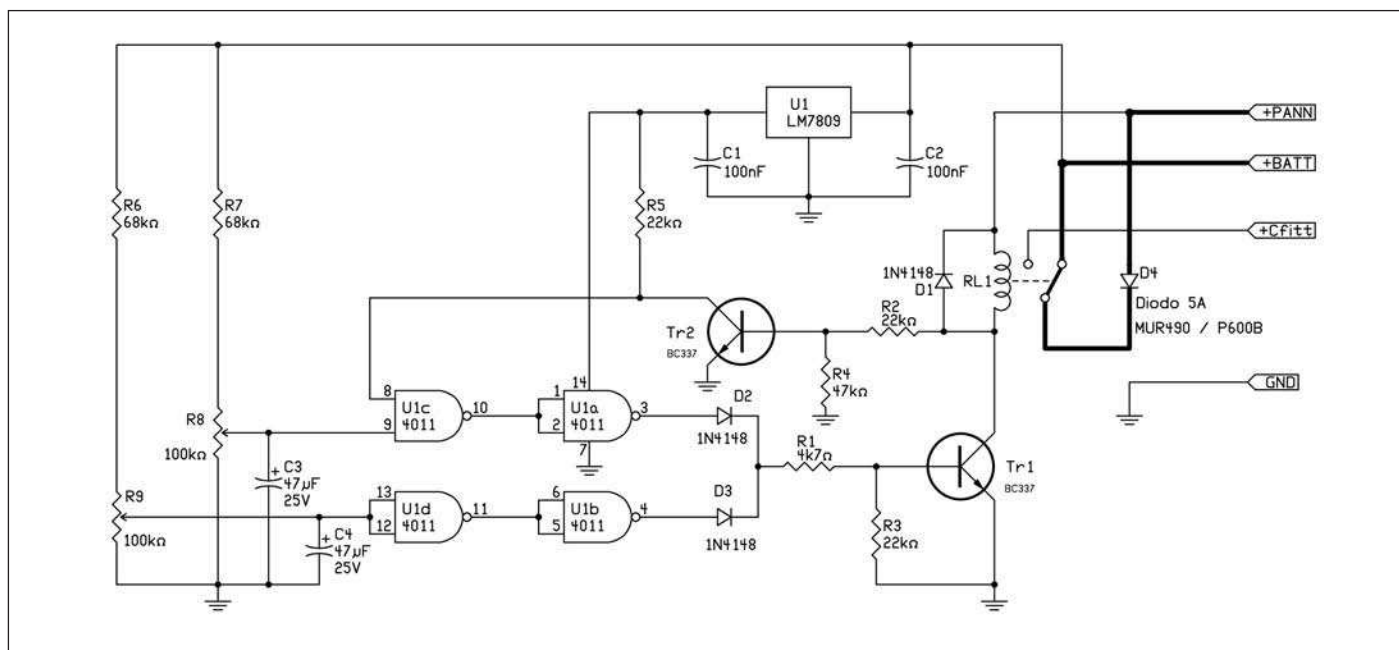 U1
LM7809
+PANN
C1
100nF
C2
100nF
+BATT
R6
68kΩ
R7
68kΩ
R5
22kΩ
+Cfitt
1N4148
D1
RL1
D4
Diodo 5A
MUR490 / P600B
Tr2
BC337
R2
22kΩ
R4
47kΩ
GND
8
9
U1c
4011
10
1
2
14
U1a
4011
7
3
D2
1N4148
R8
100kΩ
C3
+
47µF
25V
R1
4k7Ω
Tr1
BC337
R9
100kΩ
C4
+
47µF
25V
13
12
U1d
4011
11
6
5
U1b
4011
4
D3
1N4148
R3
22kΩ